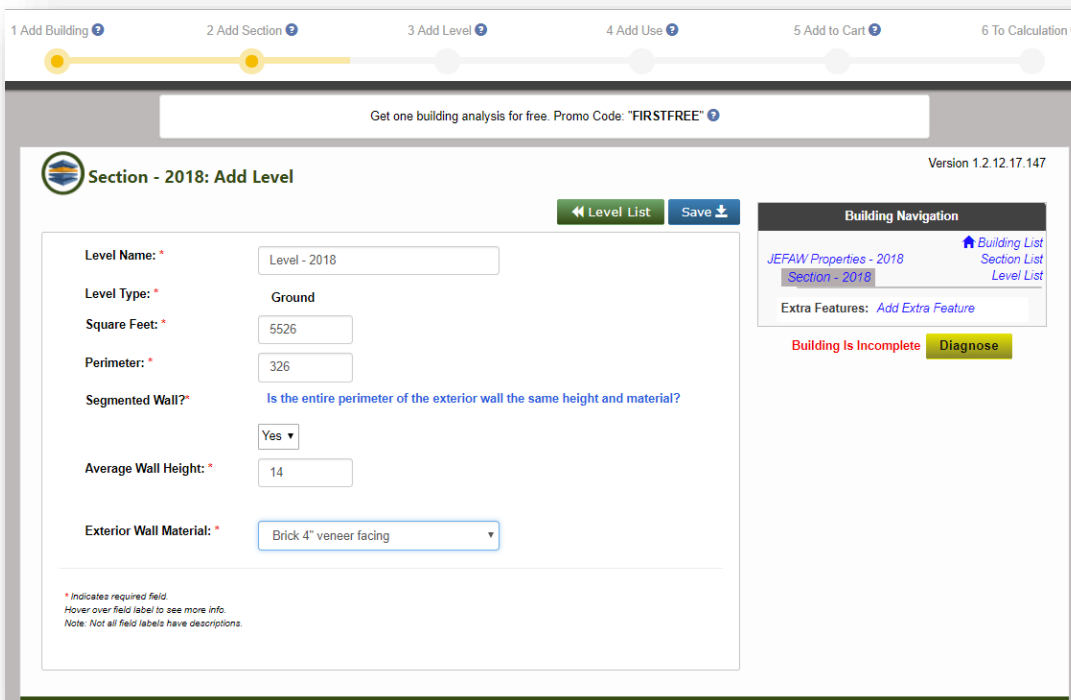 1 Add Building 2 Add Section 3 Add Level 4 Add Use 5 Add to Cart 6 To Calculation
Get one building analysis for free. Promo Code: "FIRSTFREE"
Version 1.2.12.17.147
Section - 2018: Add Level
Level List Save
Level Name: * Level - 2018
Level Type: * Ground
Square Feet: * 5526
Perimeter: * 326
Segmented Wall?* Is the entire perimeter of the exterior wall the same height and material?
Yes
Average Wall Height: * 14
Exterior Wall Material: * Brick 4" veneer facing
* Indicates required field.
Hover over field label to see more info.
Note: Not all field labels have descriptions.
Building Navigation
Building List
JEFAW Properties - 2018 Section List
Section - 2018 Level List
Extra Features: Add Extra Feature
Building Is Incomplete Diagnose